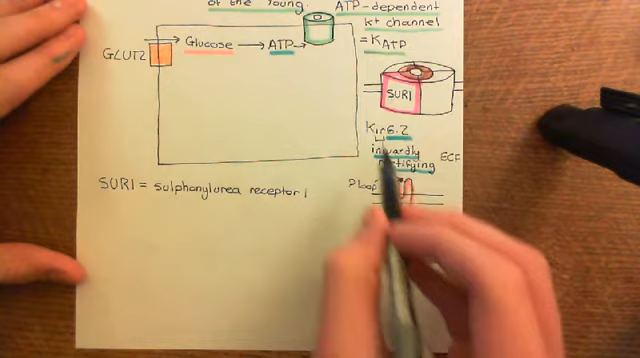 of the Young
ATP-dependent
K+ channel
= KATP
GLUT2
Glucose
ATP
SUR1
Kir6.2
inwardly
rectifying
ECF
P loop
SUR1 = sulphonylurea receptor 1